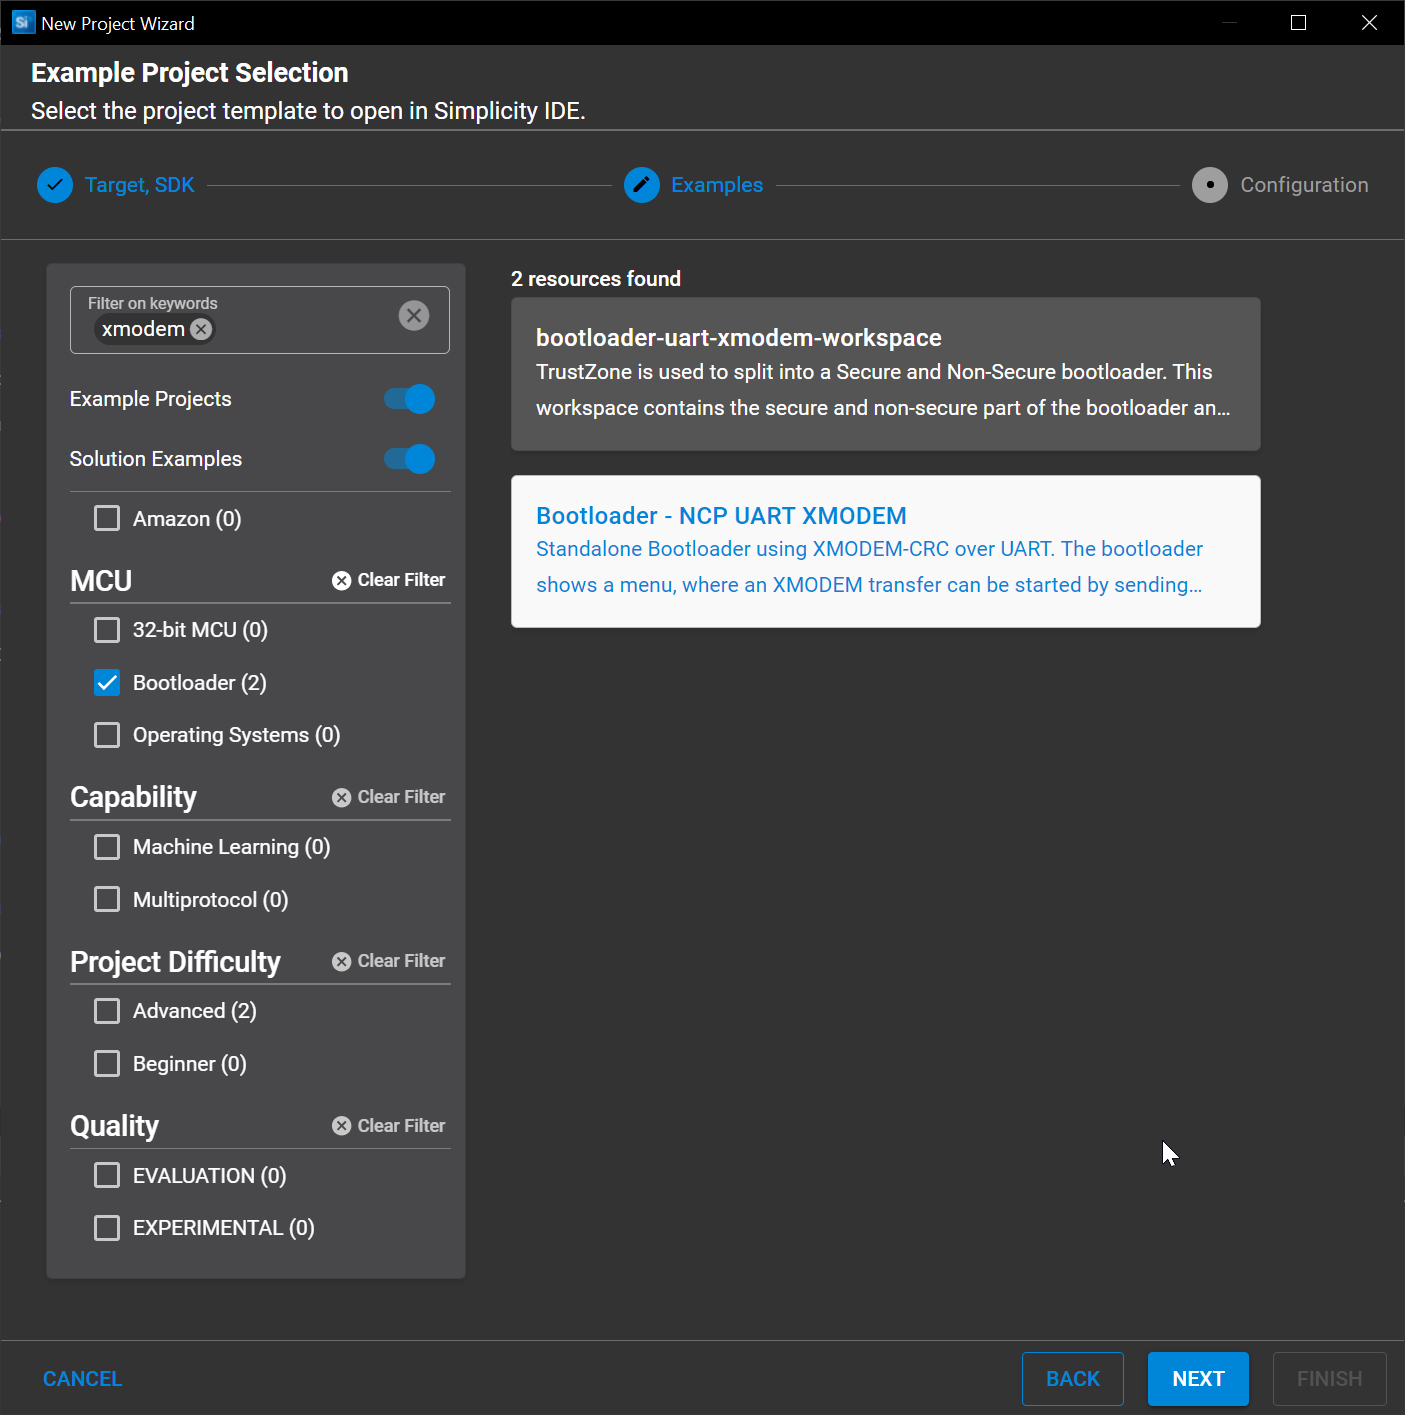 Si New Project Wizard
Example Project Selection
Select the project template to open in Simplicity IDE.
Target, SDK
Examples
Configuration
Filter on keywords
xmodem
Example Projects
Solution Examples
Amazon (0)
MCU
Clear Filter
32-bit MCU (0)
Bootloader (2)
Operating Systems (0)
Capability
Clear Filter
Machine Learning (0)
Multiprotocol (0)
Project Difficulty
Clear Filter
Advanced (2)
Beginner (0)
Quality
Clear Filter
EVALUATION (0)
EXPERIMENTAL (0)
2 resources found
bootloader-uart-xmodem-workspace
TrustZone is used to split into a Secure and Non-Secure bootloader. This
workspace contains the secure and non-secure part of the bootloader an...
Bootloader - NCP UART XMODEM
Standalone Bootloader using XMODEM-CRC over UART. The bootloader
shows a menu, where an XMODEM transfer can be started by sending...
CANCEL
BACK
NEXT
FINISH